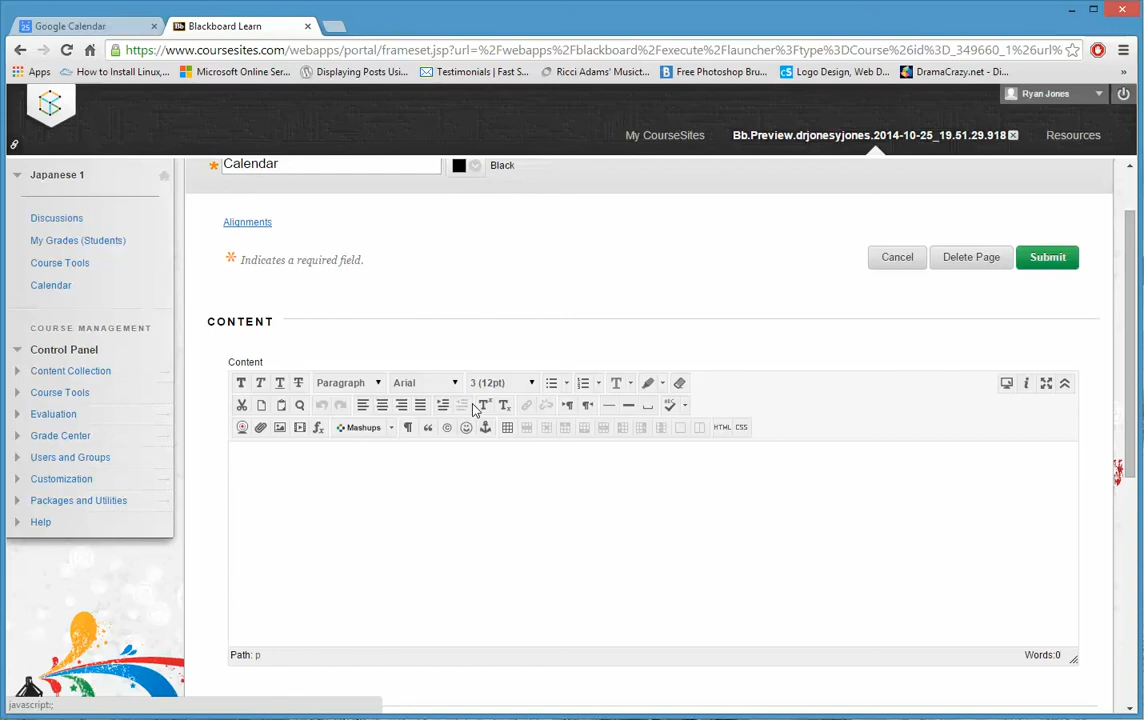 Google Calendar
Blackboard Learn
https://www.coursesites.com/webapps/portal/frameset.jsp?url=%2Fwebapps%2Fblackboard%2Fexecute%2Flauncher%3Ftype%3DCourse%26id%3D_349660_1%26url%
Apps
How to Install Linux,...
Microsoft Online Ser...
Displaying Posts Usi...
Testimonials | Fast S...
Ricci Adams' Musict...
Free Photoshop Bru...
Logo Design, Web D...
DramaCrazy.net - Di...
»
Ryan Jones
My CourseSites
Bb.Preview.drjonesyjones.2014-10-25_19.51.29.918
Resources
Japanese 1
Discussions
My Grades (Students)
Course Tools
Calendar
COURSE MANAGEMENT
Control Panel
Content Collection
Course Tools
Evaluation
Grade Center
Users and Groups
Customization
Packages and Utilities
Help
Calendar
Black
Alignments
Indicates a required field.
Cancel
Delete Page
Submit
CONTENT
Content
Paragraph
Arial
3 (12pt)
Mashups
HTML CSS
Path: p
Words:0
javascript:;